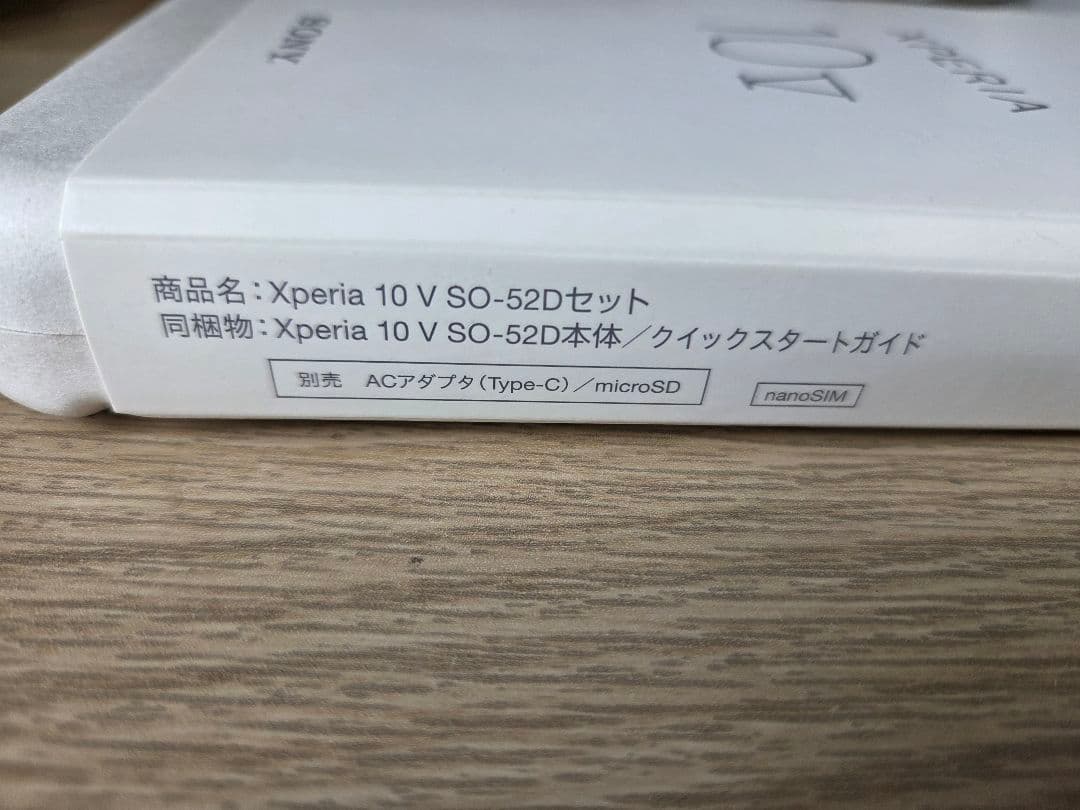 SONY
XPERIA
10 V
商品名：Xperia 10 V SO-52Dセット
同梱物：Xperia 10 V SO-52D本体／クイックスタートガイド
別売 ACアダプタ（Type-C）／microSD
nanoSIM